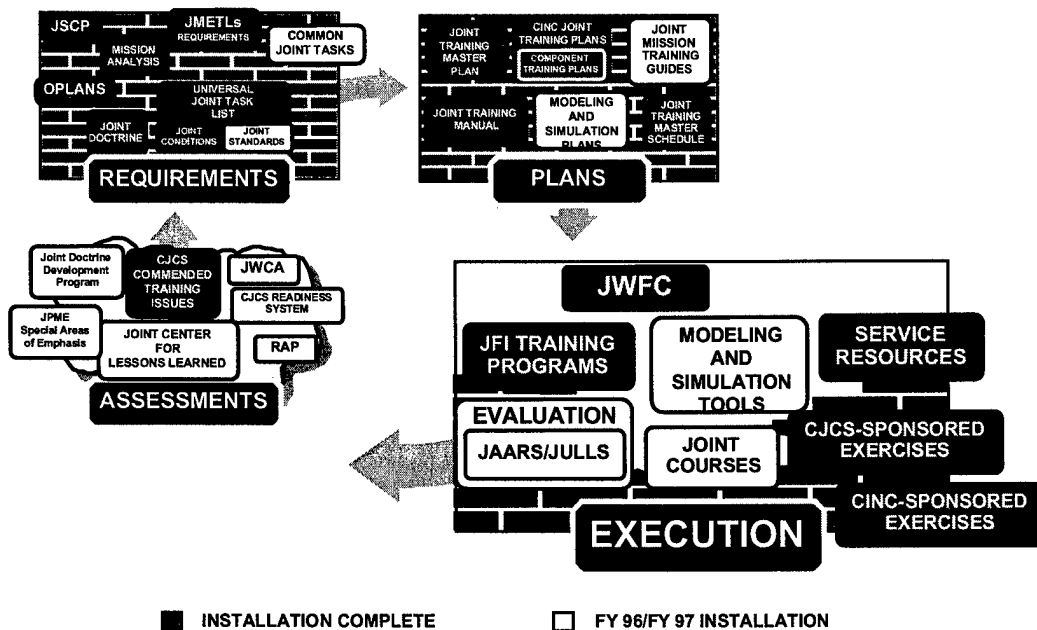 JSCP
JMETLs
REQUIREMENTS
COMMON
JOINT TASKS
MISSION
ANALYSIS
OPLANS
UNIVERSAL
JOINT TASK
LIST
JOINT
DOCTRINE
JOINT
CONDITIONS
JOINT
STANDARDS
REQUIREMENTS
JOINT
TRAINING
MASTER
PLAN
CINC JOINT
TRAINING PLANS
COMPONENT
TRAINING PLANS
JOINT
MIISSION
TRAINING
GUIDES
JOINT TRAINING
MANUAL
MODELING
AND
SIMULATION
PLANS
JOINT
TRAINING
MASTER
SCHEDULE
PLANS
Joint Doctrine
Development
Program
CJCS
COMMENDED
TRAINING
ISSUES
JWCA
CJCS READINESS
SYSTEM
JPME
Special Areas
of Emphasis
JOINT CENTER
FOR
LESSONS LEARNED
RAP
ASSESSMENTS
JWFC
JFI TRAINING
PROGRAMS
MODELING
AND
SIMULATION
TOOLS
SERVICE
RESOURCES
EVALUATION
JAARS/JULLS
JOINT
COURSES
CJCS-SPONSORED
EXERCISES
CINC-SPONSORED
EXERCISES
EXECUTION
INSTALLATION COMPLETE
FY 96/FY 97 INSTALLATION